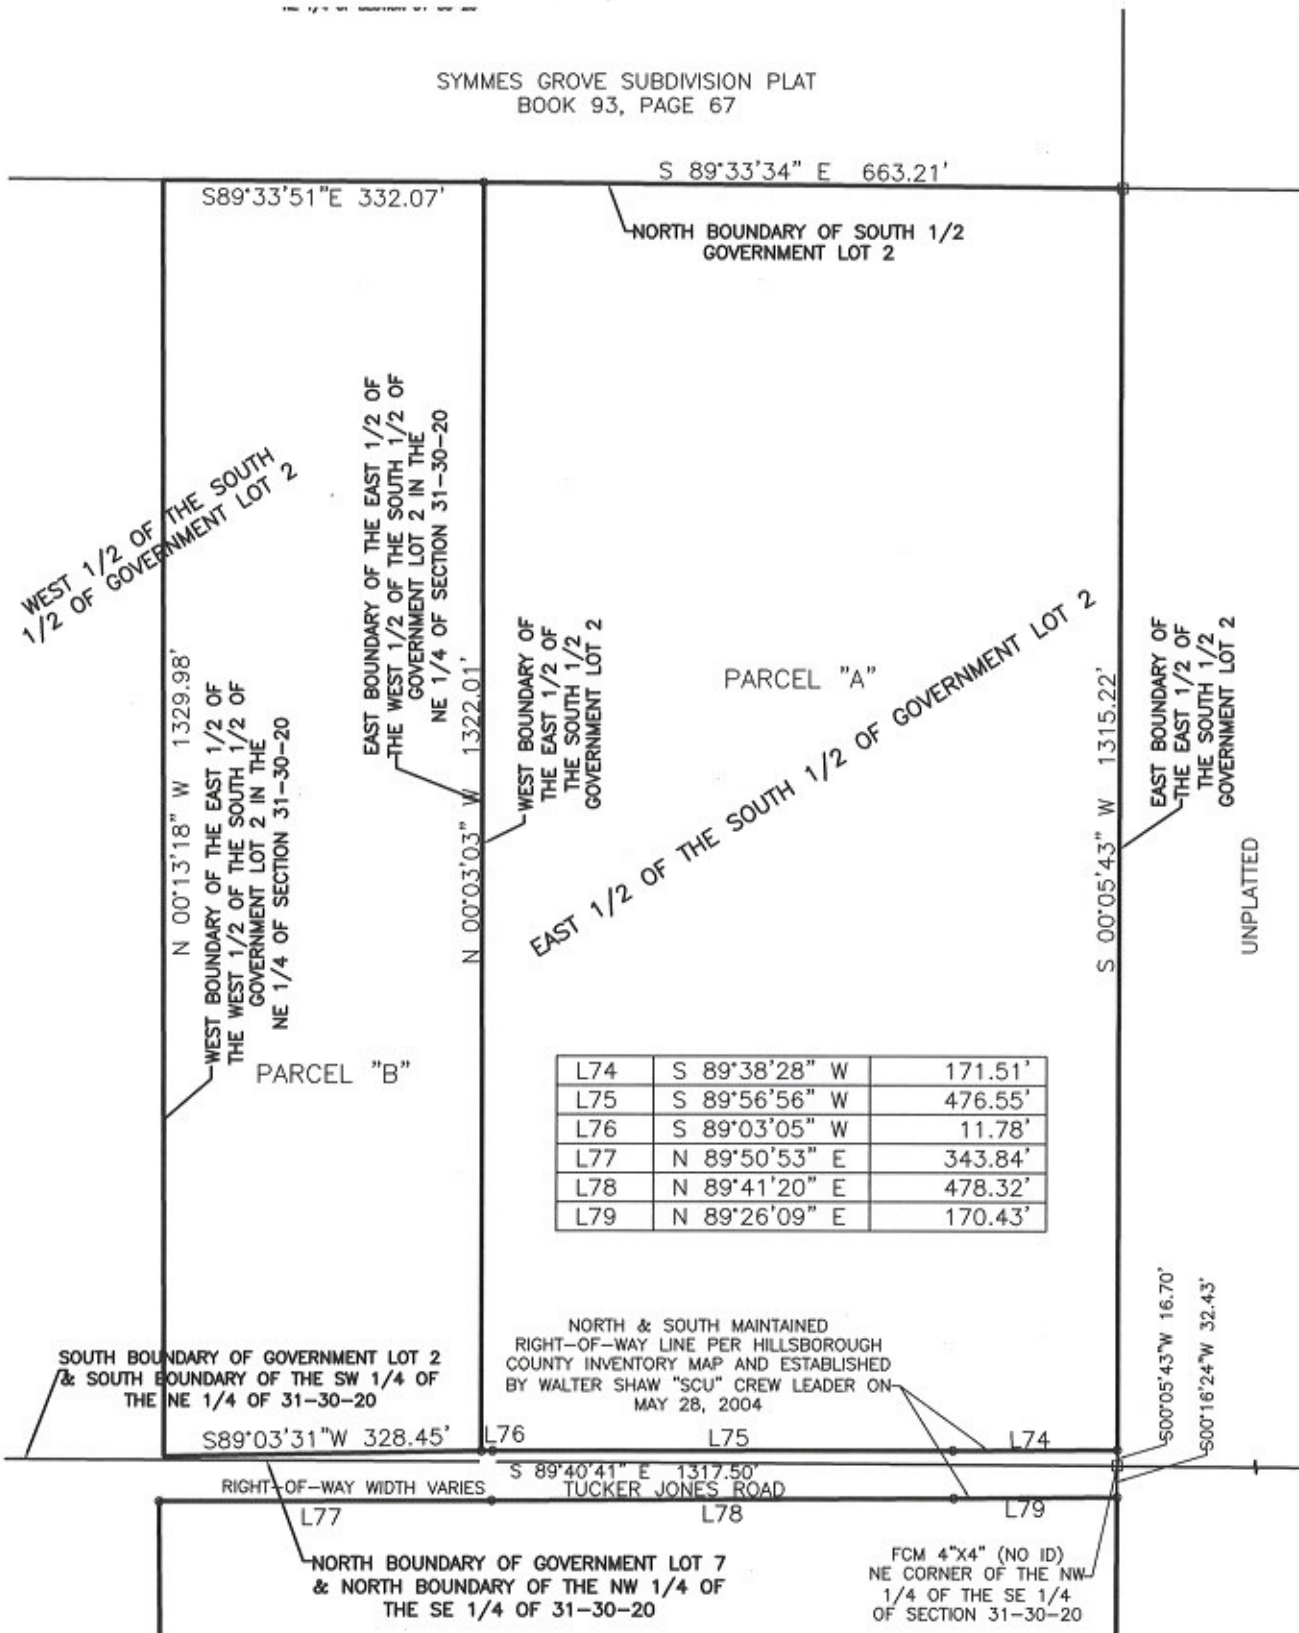 SYMMES GROVE SUBDIVISION PLAT
BOOK 93, PAGE 67
S 89°33'34" E 663.21'
S89°33'51"E 332.07'
NORTH BOUNDARY OF SOUTH 1/2
GOVERNMENT LOT 2
WEST 1/2 OF THE SOUTH
1/2 OF GOVERNMENT LOT 2
N 00°13'18" W 1329.98'
WEST BOUNDARY OF THE EAST 1/2 OF
THE WEST 1/2 OF THE SOUTH 1/2 OF
GOVERNMENT LOT 2 IN THE
NE 1/4 OF SECTION 31-30-20
EAST BOUNDARY OF THE EAST 1/2 OF
THE WEST 1/2 OF THE SOUTH 1/2 OF
GOVERNMENT LOT 2 IN THE
NE 1/4 OF SECTION 31-30-20
N 00°03'03" W 1322.01'
WEST BOUNDARY OF
THE EAST 1/2 OF
THE SOUTH 1/2
GOVERNMENT LOT 2
PARCEL "A"
EAST 1/2 OF THE SOUTH 1/2 OF GOVERNMENT LOT 2
S 00°05'43" W 1315.22'
EAST BOUNDARY OF
THE EAST 1/2 OF
THE SOUTH 1/2
GOVERNMENT LOT 2
UNPLATTED
PARCEL "B"
L74 S 89°38'28" W 171.51'
L75 S 89°56'56" W 476.55'
L76 S 89°03'05" W 11.78'
L77 N 89°50'53" E 343.84'
L78 N 89°41'20" E 478.32'
L79 N 89°26'09" E 170.43'
S00°05'43"W 16.70'
S00°16'24"W 32.43'
NORTH & SOUTH MAINTAINED
RIGHT-OF-WAY LINE PER HILLSBOROUGH
COUNTY INVENTORY MAP AND ESTABLISHED
BY WALTER SHAW "SCU" CREW LEADER ON
MAY 28, 2004
SOUTH BOUNDARY OF GOVERNMENT LOT 2
& SOUTH BOUNDARY OF THE SW 1/4 OF
THE NE 1/4 OF 31-30-20
S89°03'31"W 328.45'
L76
L75
L74
S 89°40'41" E 1317.50'
RIGHT-OF-WAY WIDTH VARIES
TUCKER JONES ROAD
L77
L78
L79
NORTH BOUNDARY OF GOVERNMENT LOT 7
& NORTH BOUNDARY OF THE NW 1/4 OF
THE SE 1/4 OF 31-30-20
FCM 4"X4" (NO ID)
NE CORNER OF THE NW
1/4 OF THE SE 1/4
OF SECTION 31-30-20